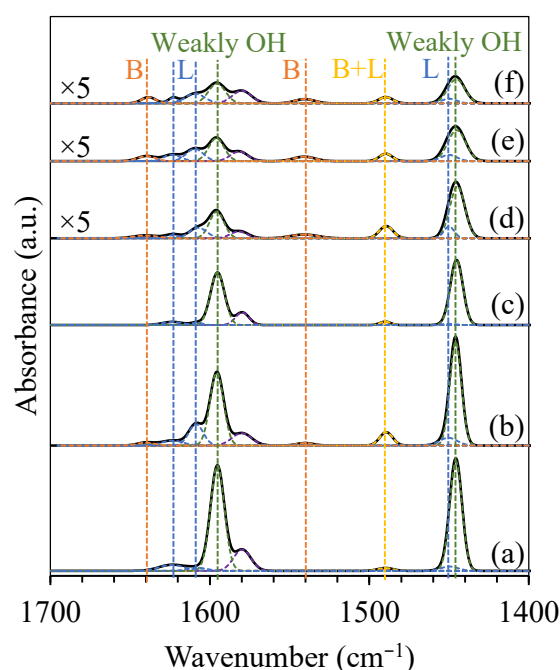 Weakly OH
Weakly OH
B L B B+L L
×5 (f)
×5 (e)
×5 (d)
(c)
(b)
(a)
Absorbance (a.u.)
1700 1600 1500 1400
Wavenumber (cm⁻¹)